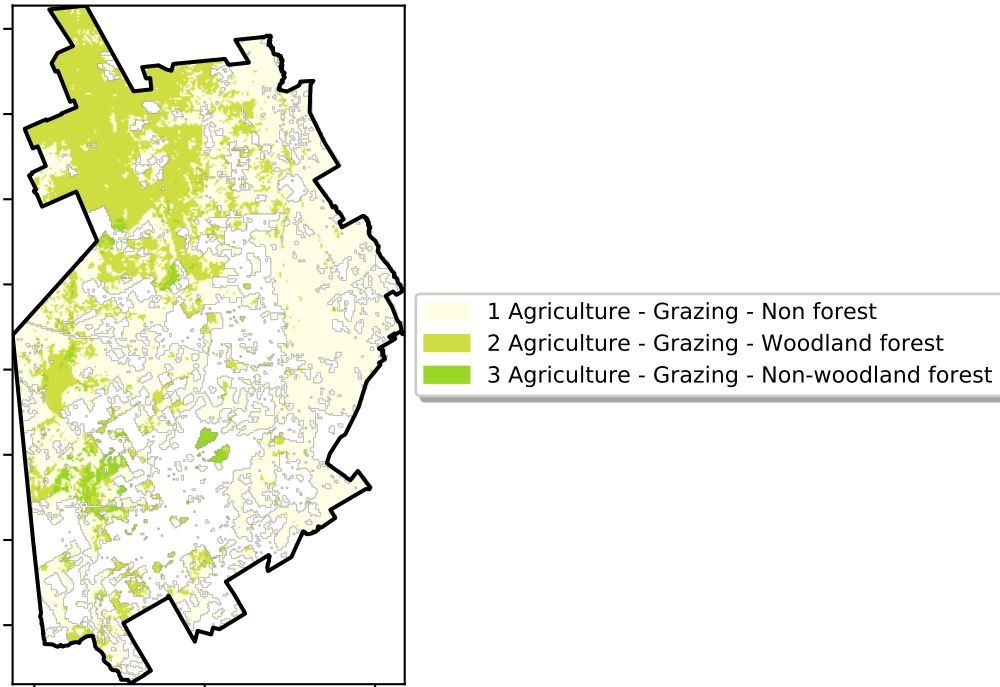 1 Agriculture - Grazing - Non forest
2 Agriculture - Grazing - Woodland forest
3 Agriculture - Grazing - Non-woodland forest